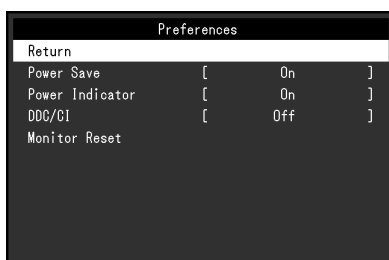 Preferences
Return
Power Save [ On ]
Power Indicator [ On ]
DDC/CI [ Off ]
Monitor Reset